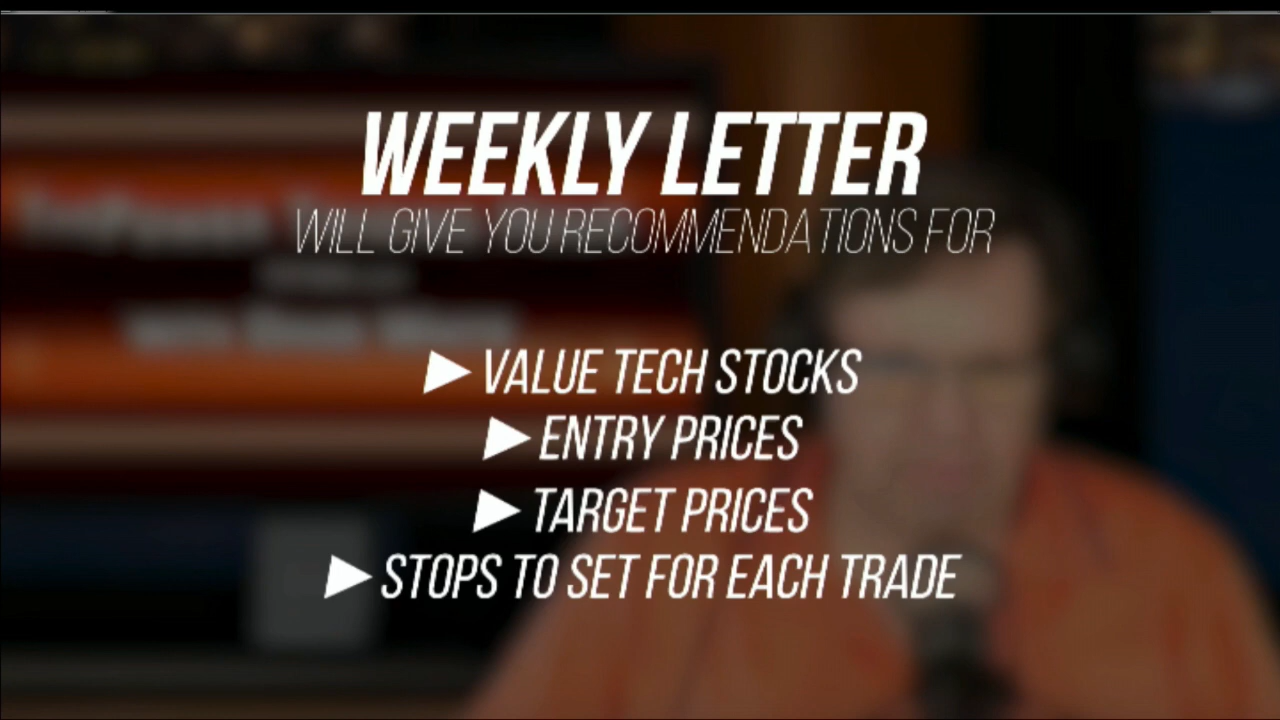 WEEKLY LETTER
WILL GIVE YOU RECOMMENDATIONS FOR
▶ VALUE TECH STOCKS
▶ ENTRY PRICES
▶ TARGET PRICES
▶ STOPS TO SET FOR EACH TRADE